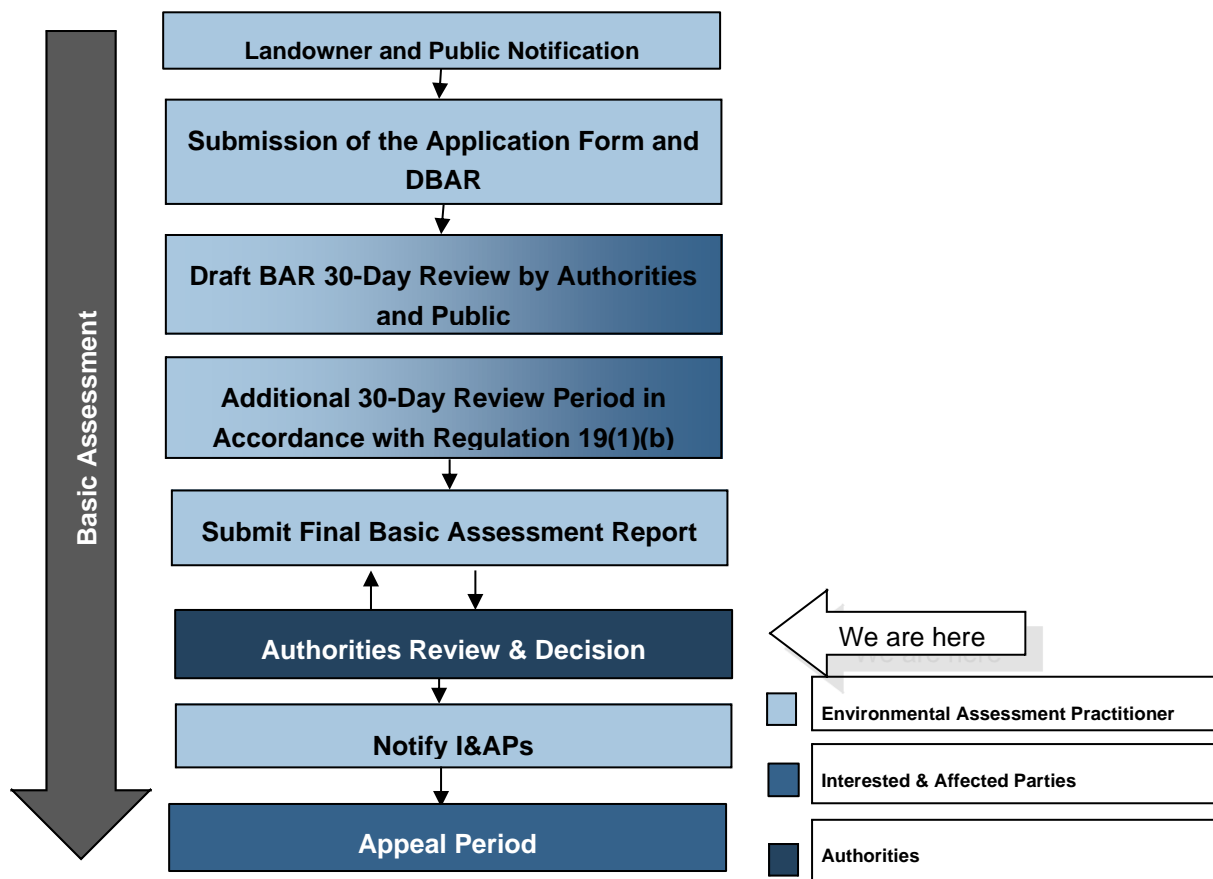 Landowner and Public Notification
Submission of the Application Form and
DBAR
Draft BAR 30-Day Review by Authorities
and Public
Additional 30-Day Review Period in
Accordance with Regulation 19(1)(b)
Submit Final Basic Assessment Report
Authorities Review & Decision
Notify I&APs
Appeal Period
Basic Assessment
We are here
Environmental Assessment Practitioner
Interested & Affected Parties
Authorities